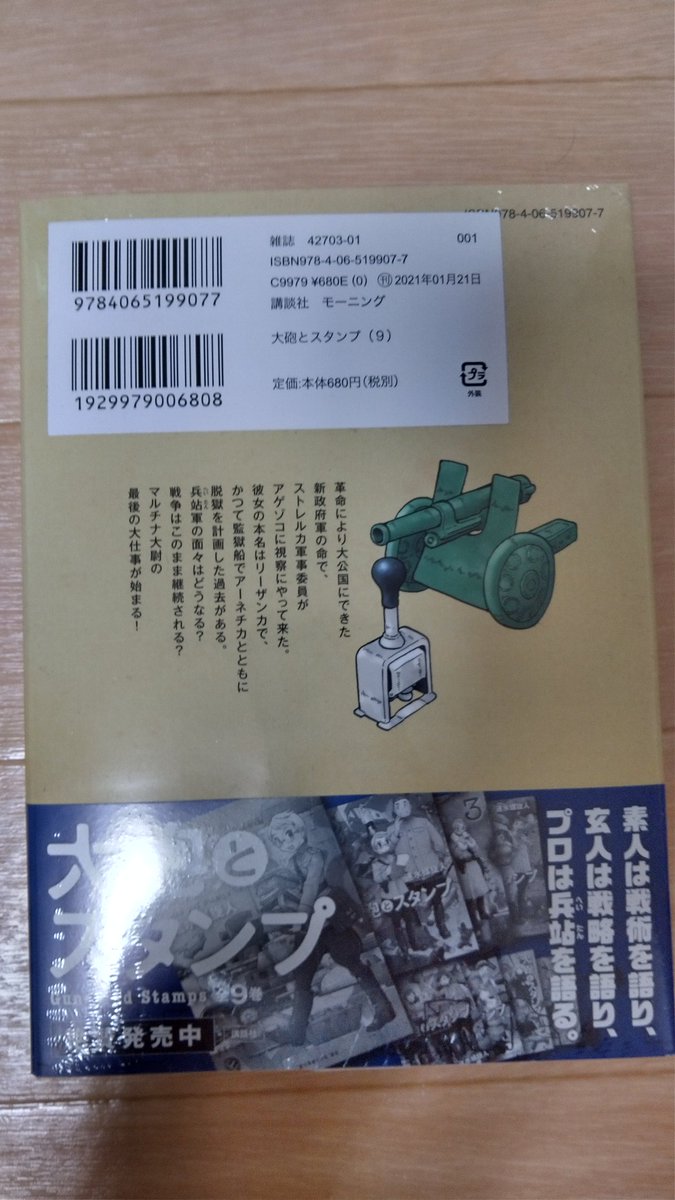 ISBN978-4-06-519907-7
雑誌 42703-01
001
ISBN978-4-06-519907-7
C9979 ¥680E (0) ㊗刊 2021年01月21日
講談社 モーニング
大砲とスタンプ（9）
定価:本体680円(税別)
プラ
外装
9784065199077
1929979006808
革命により大公国にできた
新政府軍の命で、
ストレルカ軍事委員が
アゲゾコに視察にやって来た。
彼女の本名はリーザンカで、
かつて監獄船でアーネチカとともに
脱獄を計画した過去がある。
兵站軍の面々はどうなる？
戦争はこのまま継続される？
マルチナ大尉の
最後の大仕事が始まる！
素人は戦術を語り、
玄人は戦略を語り、
プロは兵站を語る。
大砲と
スタンプ
Guns and Stamps 全9巻
発売中
講談社